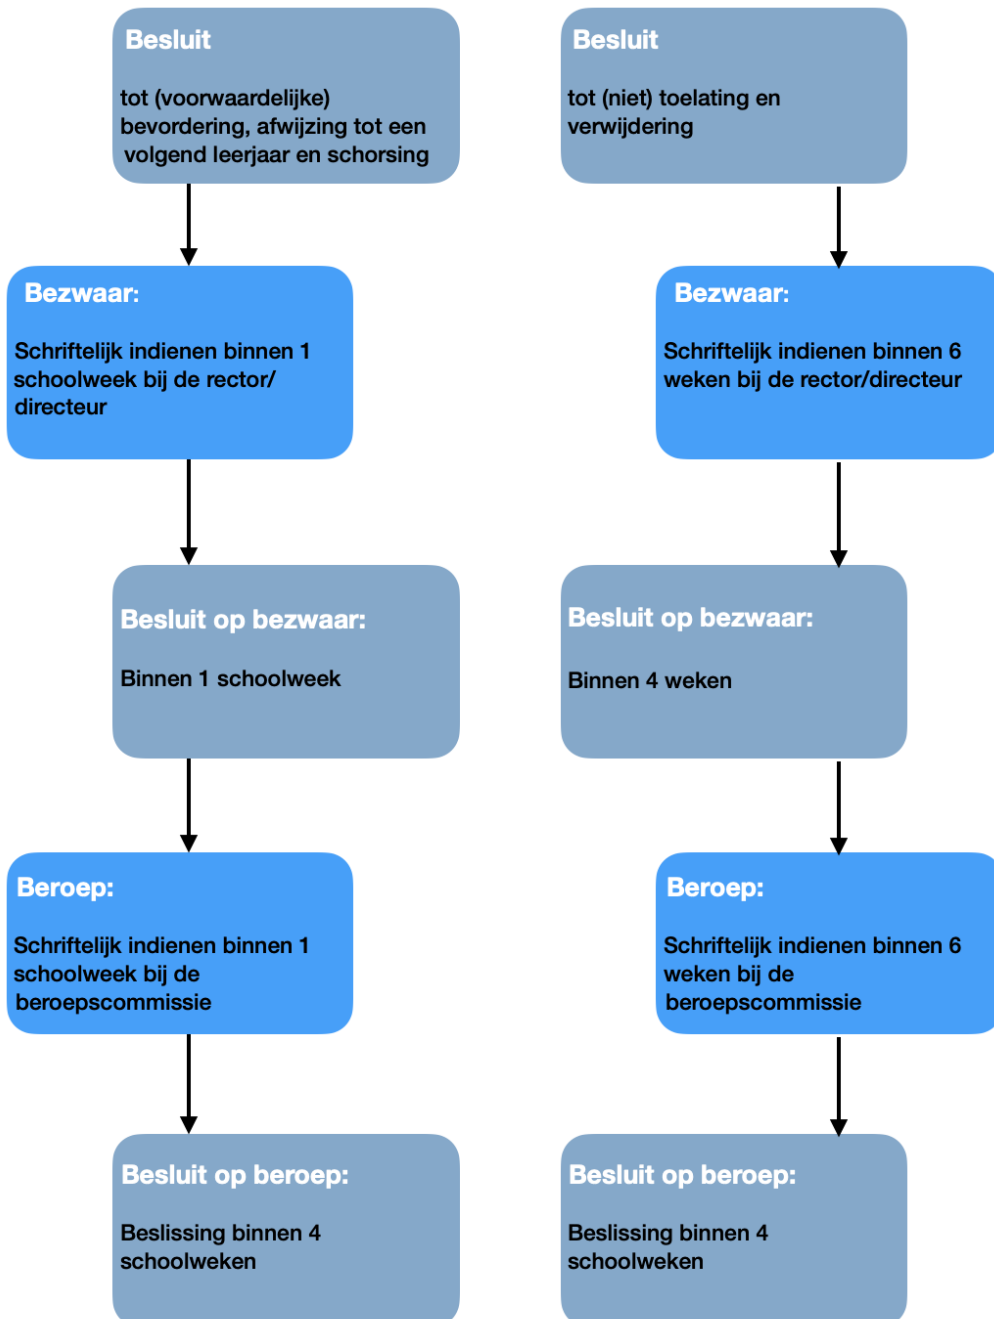 Besluit
tot (voorwaardelijke)
bevordering, afwijzing tot een
volgend leerjaar en schorsing
Besluit
tot (niet) toelating en
verwijdering
Bezwaar:
Schriftelijk indienen binnen 1
schoolweek bij de rector/
directeur
Bezwaar:
Schriftelijk indienen binnen 6
weken bij de rector/directeur
Besluit op bezwaar:
Binnen 1 schoolweek
Besluit op bezwaar:
Binnen 4 weken
Beroep:
Schriftelijk indienen binnen 1
schoolweek bij de
beroepscommissie
Beroep:
Schriftelijk indienen binnen 6
weken bij de
beroepscommissie
Besluit op beroep:
Beslissing binnen 4
schoolweken
Besluit op beroep:
Beslissing binnen 4
schoolweken